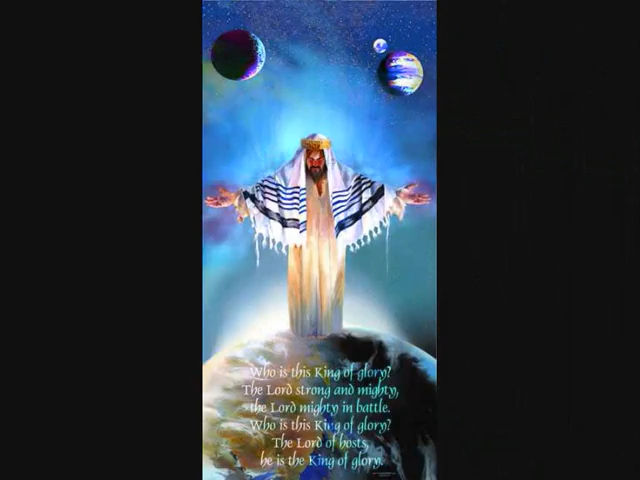 Who is this King of glory?
The Lord strong and mighty,
the Lord mighty in battle.
Who is this King of glory?
The Lord of hosts,
he is the King of glory.